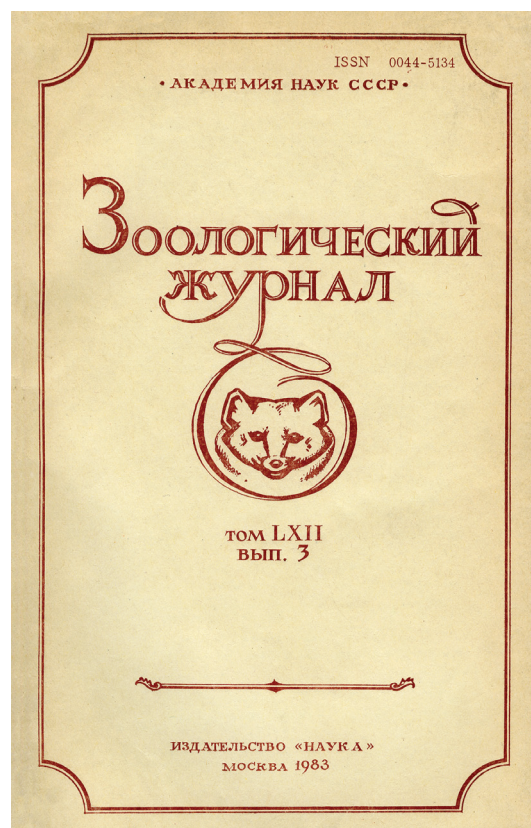 ISSN 0044-5134
• АКАДЕМИЯ НАУК СССР •
Зоологический
журнал
том LXII
вып. 3
ИЗДАТЕЛЬСТВО «НАУКА»
МОСКВА 1983